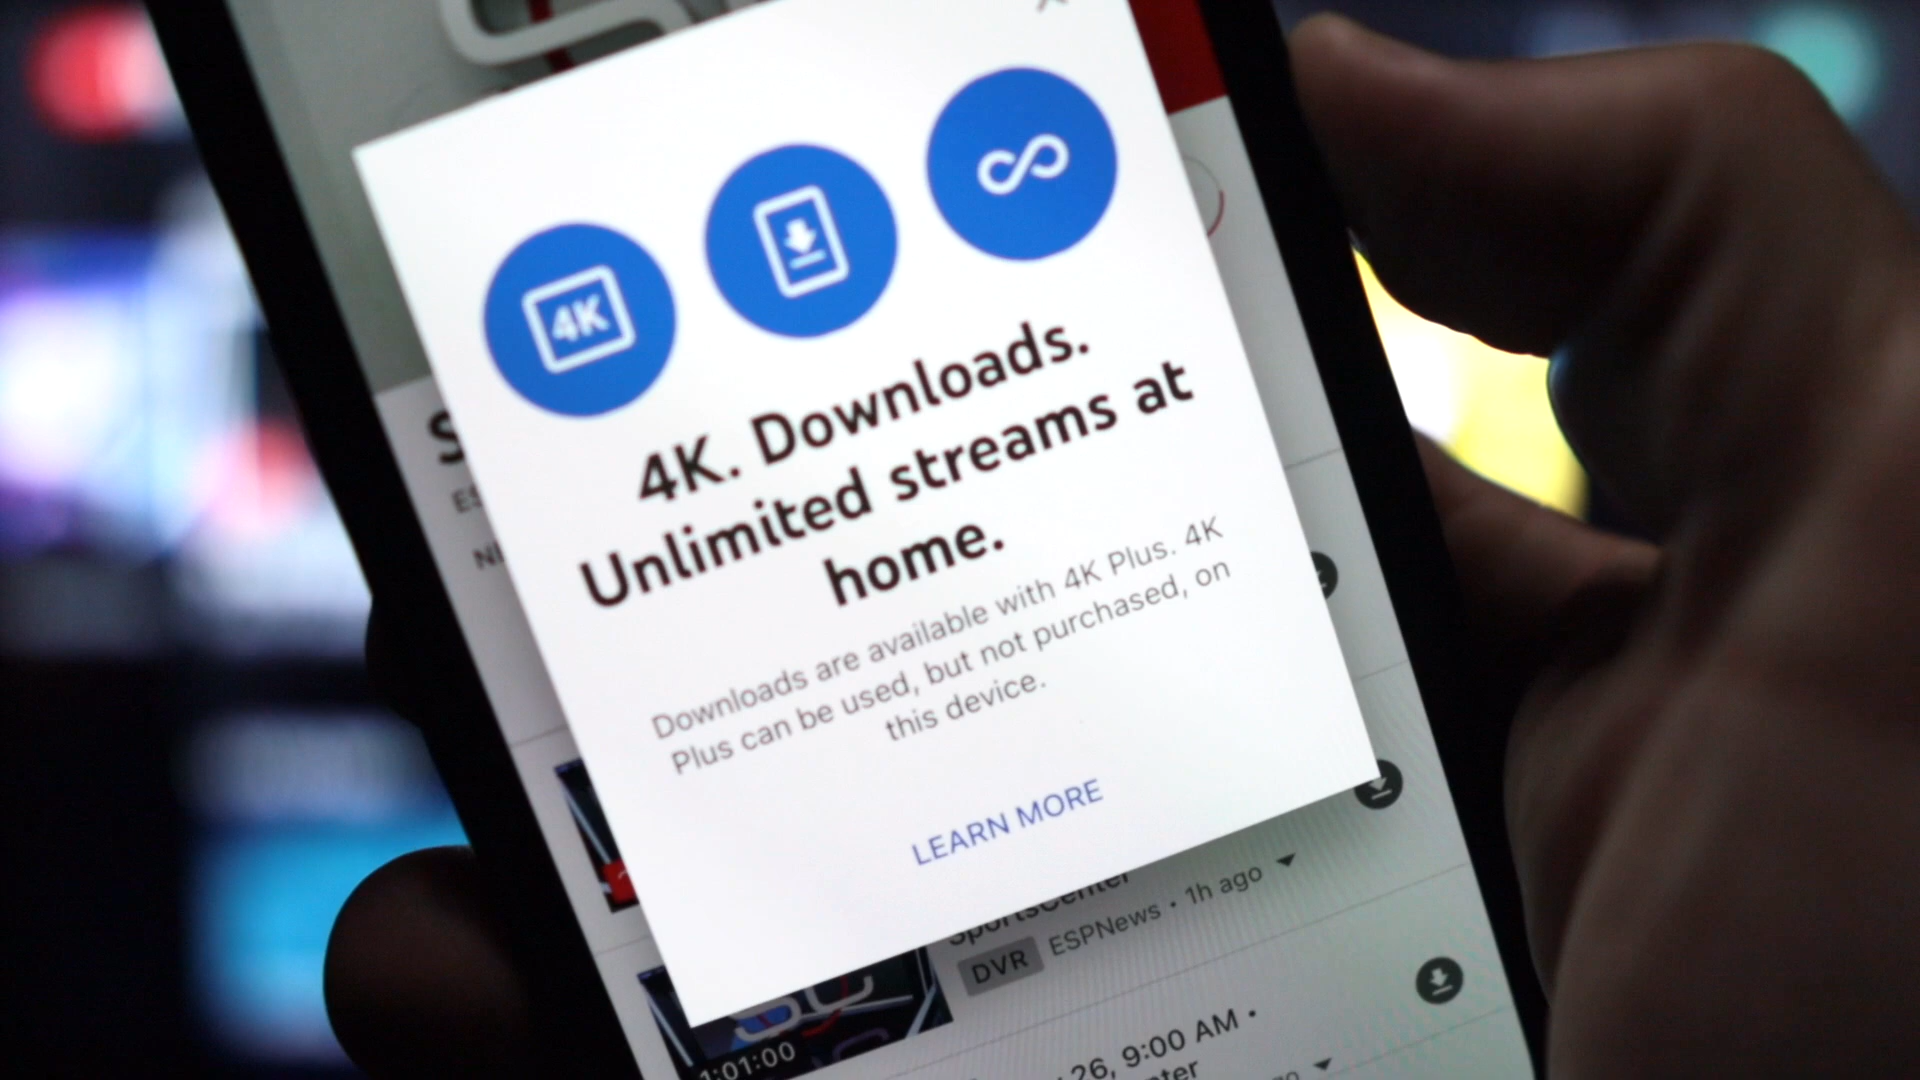 4K
4K. Downloads.
Unlimited streams at
home.
Downloads are available with 4K Plus. 4K
Plus can be used, but not purchased, on
this device.
LEARN MORE
SportsCenter
DVR ESPNews • 1h ago
1:01:00
26, 9:00 AM •